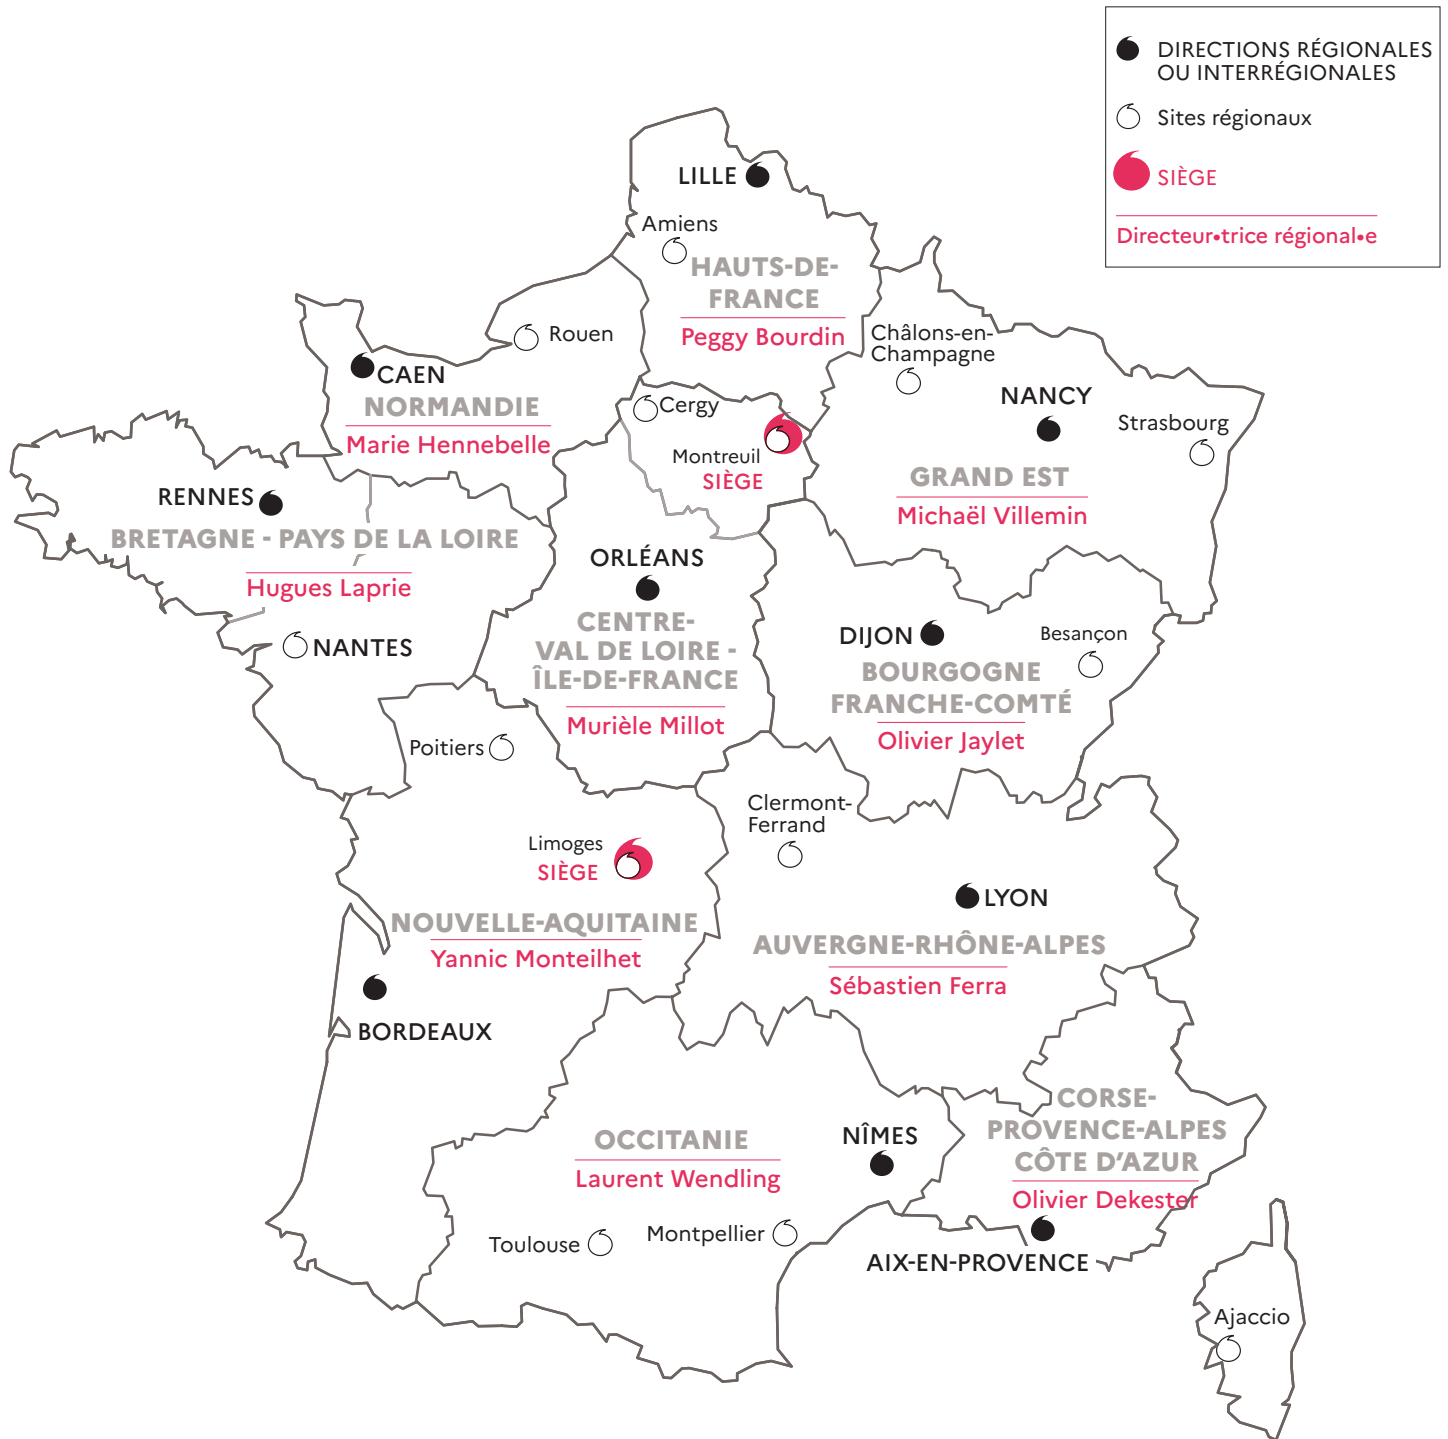 DIRECTIONS RÉGIONALES
OU INTERRÉGIONALES
Sites régionaux
SIÈGE
Directeur•trice régional•e
LILLE
Amiens
HAUTS-DE-
FRANCE
Peggy Bourdin
Rouen
CAEN
NORMANDIE
Marie Hennebelle
Châlons-en-
Champagne
NANCY
Strasbourg
GRAND EST
Michaël Villemin
Cergy
Montreuil
SIÈGE
RENNES
BRETAGNE - PAYS DE LA LOIRE
Hugues Laprie
NANTES
ORLÉANS
CENTRE-
VAL DE LOIRE -
ÎLE-DE-FRANCE
Murièle Millot
DIJON
Besançon
BOURGOGNE
FRANCHE-COMTÉ
Olivier Jaylet
Poitiers
Limoges
SIÈGE
NOUVELLE-AQUITAINE
Yannic Monteilhet
BORDEAUX
Clermont-
Ferrand
LYON
AUVERGNE-RHÔNE-ALPES
Sébastien Ferra
OCCITANIE
Laurent Wendling
NÎMES
Toulouse
Montpellier
CORSE-
PROVENCE-ALPES
CÔTE D'AZUR
Olivier Dekester
AIX-EN-PROVENCE
Ajaccio